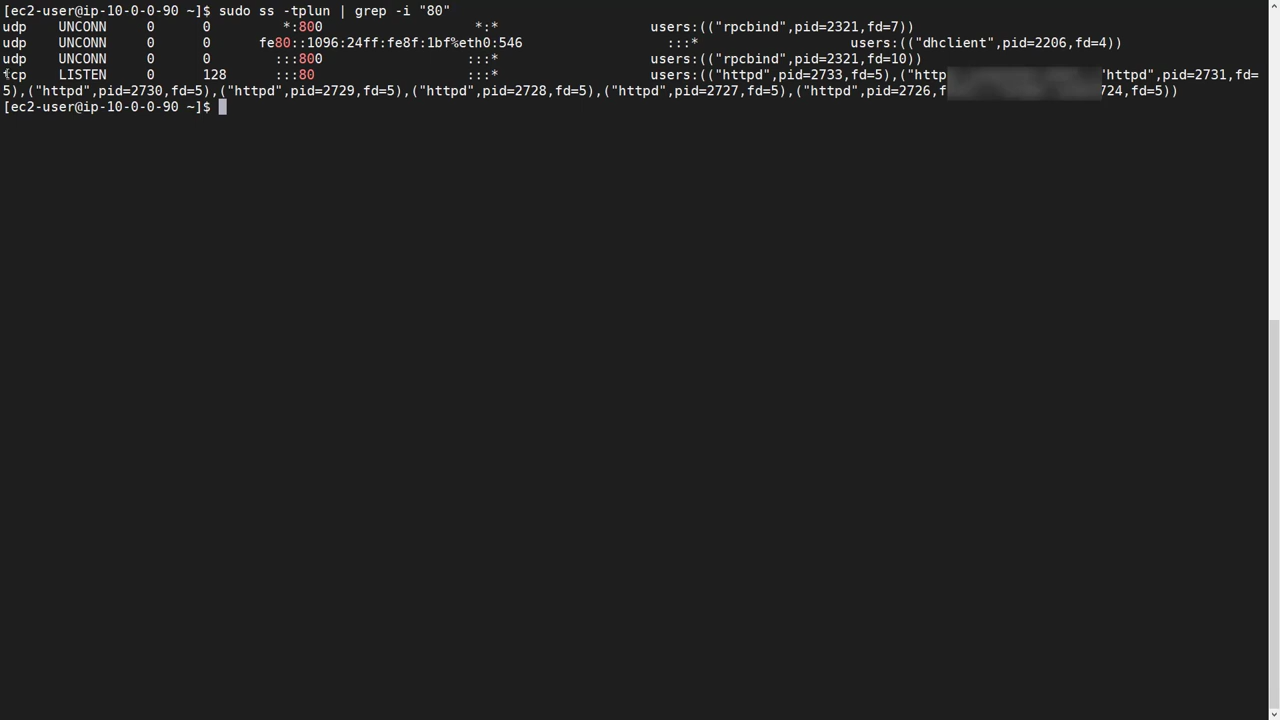 [ec2-user@ip-10-0-0-90 ~]$ sudo ss -tplun | grep -i "80"
udp    UNCONN     0      0         *:800                   *:*                   users:(("rpcbind",pid=2321,fd=7))
udp    UNCONN     0      0      fe80::1096:24ff:fe8f:1bf%eth0:546                  :::*                   users:(("dhclient",pid=2206,fd=4))
udp    UNCONN     0      0        :::800                  :::*                   users:(("rpcbind",pid=2321,fd=10))
tcp    LISTEN     0      128      :::80                   :::*                   users:(("httpd",pid=2733,fd=5),("http "httpd",pid=2731,fd=
5),("httpd",pid=2730,fd=5),("httpd",pid=2729,fd=5),("httpd",pid=2728,fd=5),("httpd",pid=2727,fd=5),("httpd",pid=2726,f 724,fd=5))
[ec2-user@ip-10-0-0-90 ~]$